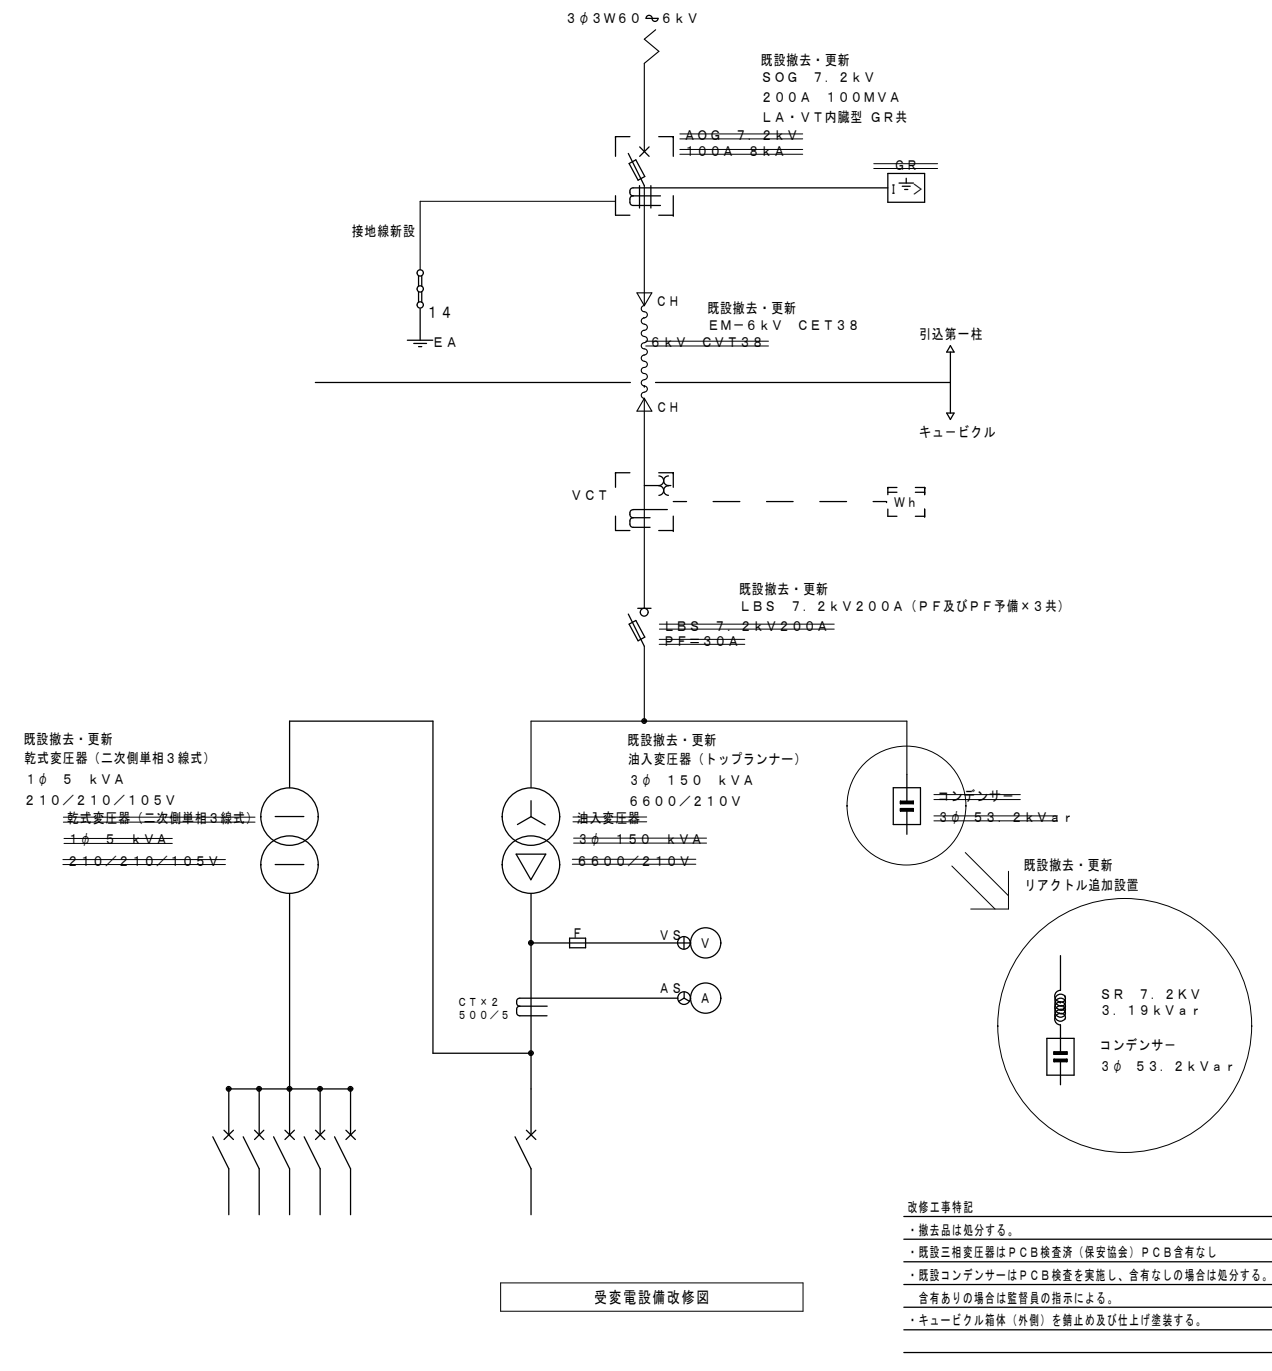 3φ3W60～6kV
既設撤去・更新
SOG 7.2kV
200A 100MVA
LA・VT内臓型 GR共
AOG 7.2kV
100A 8kA
GR
I
接地線新設
14
EA
CH
既設撤去・更新
EM－6kV CET38
6kV CVT38
引込第一柱
CH
キュービクル
VCT
Wh
既設撤去・更新
LBS 7.2kV200A（PF及びPF予備×3共）
LBS 7.2kV200A
PF＝30A
既設撤去・更新
乾式変圧器（二次側単相3線式）
1φ 5 kVA
210／210／105V
乾式変圧器（二次側単相3線式）
1φ 5 kVA
210／210／105V
既設撤去・更新
油入変圧器（トップランナー）
3φ 150 kVA
6600／210V
油入変圧器
3φ 150 kVA
6600／210V
コンデンサー
3φ 53.2kVar
既設撤去・更新
リアクトル追加設置
F
VS
V
AS
A
CT×2
500／5
SR 7.2KV
3.19kVar
コンデンサー
3φ 53.2kVar
改修工事特記
・撤去品は処分する。
・既設三相変圧器はPCB検査済（保安協会）PCB含有なし
・既設コンデンサーはPCB検査を実施し、含有なしの場合は処分する。
含有ありの場合は監督員の指示による。
・キュービクル箱体（外側）を錆止め及び仕上げ塗装する。
受変電設備改修図